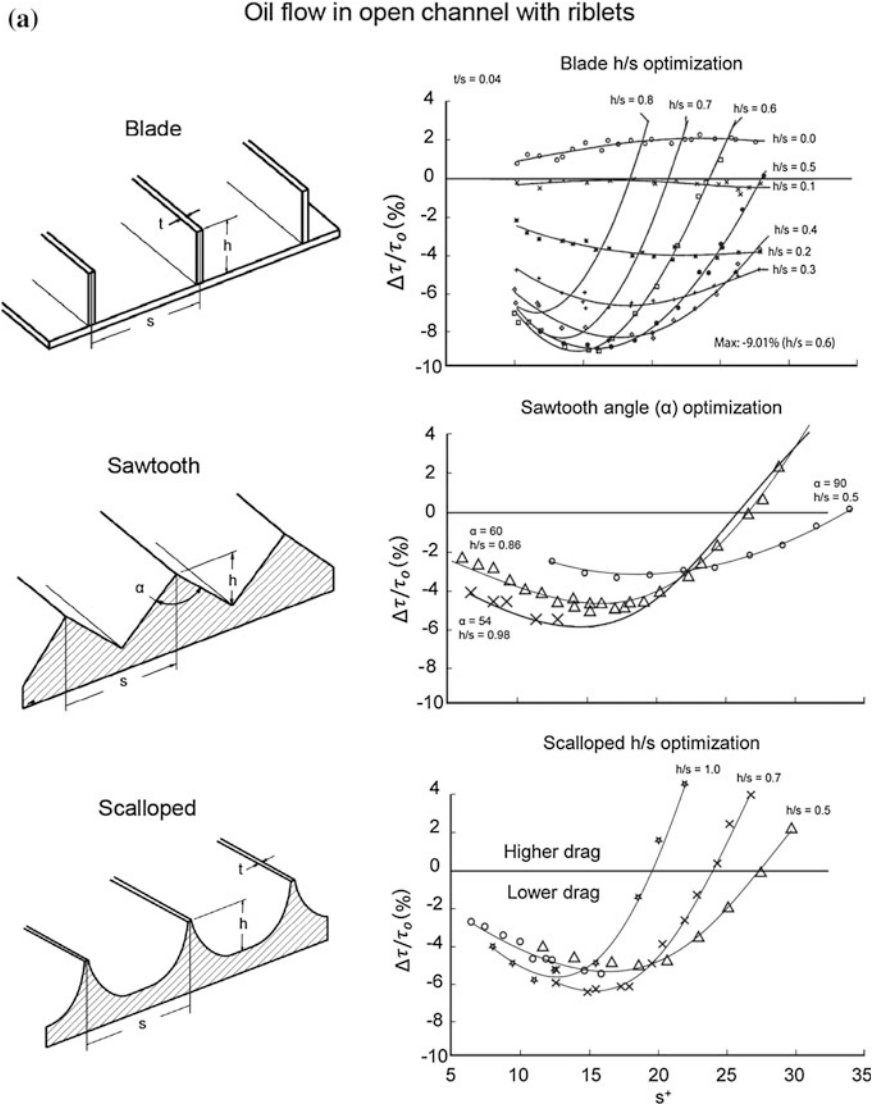 (a)
Oil flow in open channel with riblets
Blade
t
h
s
Blade h/s optimization
t/s = 0.04
h/s = 0.8
h/s = 0.7
h/s = 0.6
h/s = 0.0
h/s = 0.5
h/s = 0.1
h/s = 0.4
h/s = 0.2
h/s = 0.3
Max: -9.01% (h/s = 0.6)
Δτ/τo(%)
4
2
0
-2
-4
-6
-8
-10
Sawtooth
α
h
s
Sawtooth angle (α) optimization
α = 90
h/s = 0.5
α = 60
h/s = 0.86
α = 54
h/s = 0.98
Δτ/τo(%)
4
2
0
-2
-4
-6
-8
-10
Scalloped
t
h
s
Scalloped h/s optimization
h/s = 1.0
h/s = 0.7
h/s = 0.5
Higher drag
Lower drag
Δτ/τo(%)
4
2
0
-2
-4
-6
-8
-10
5 10 15 20 25 30 35
s+